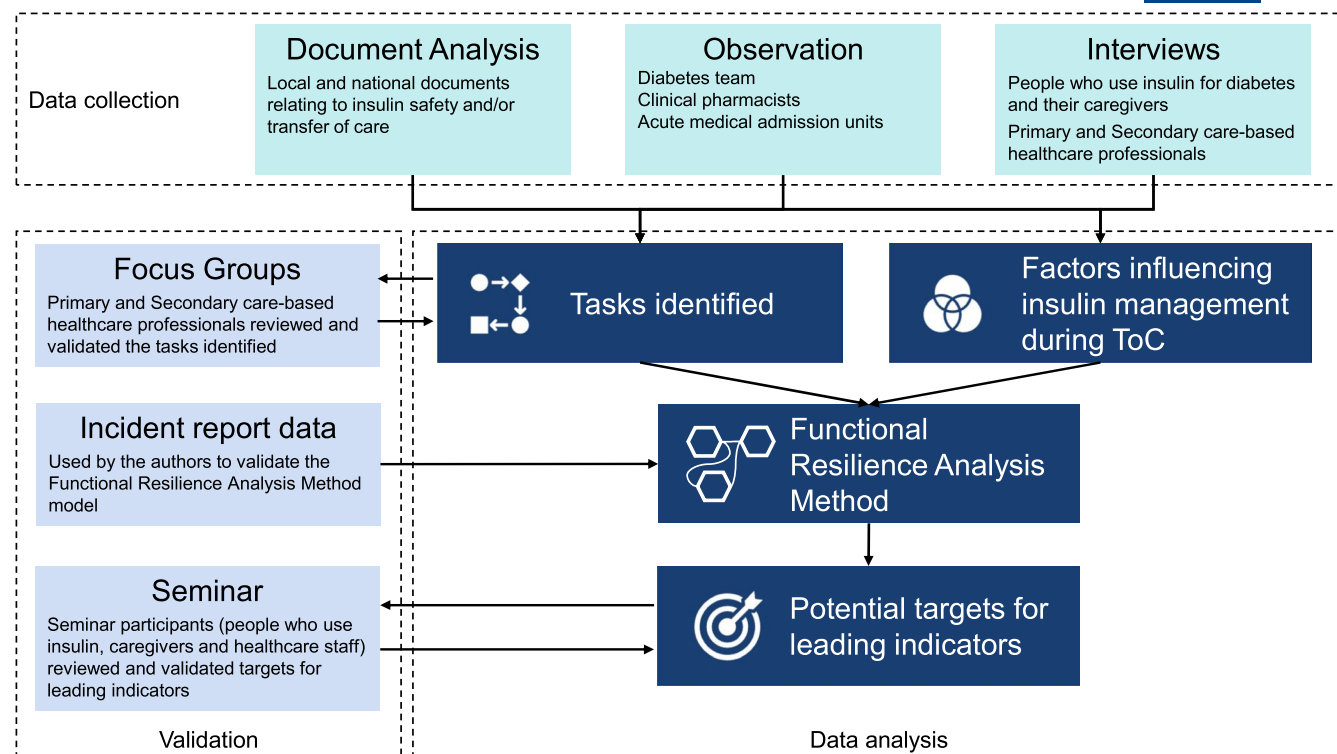 Data collection
Document Analysis
Local and national documents
relating to insulin safety and/or
transfer of care
Observation
Diabetes team
Clinical pharmacists
Acute medical admission units
Interviews
People who use insulin for diabetes
and their caregivers
Primary and Secondary care-based
healthcare professionals
Focus Groups
Primary and Secondary care-based
healthcare professionals reviewed and
validated the tasks identified
Tasks identified
Factors influencing
insulin management
during ToC
Incident report data
Used by the authors to validate the
Functional Resilience Analysis Method
model
Functional
Resilience Analysis
Method
Seminar
Seminar participants (people who use
insulin, caregivers and healthcare staff)
reviewed and validated targets for
leading indicators
Potential targets for
leading indicators
Validation
Data analysis